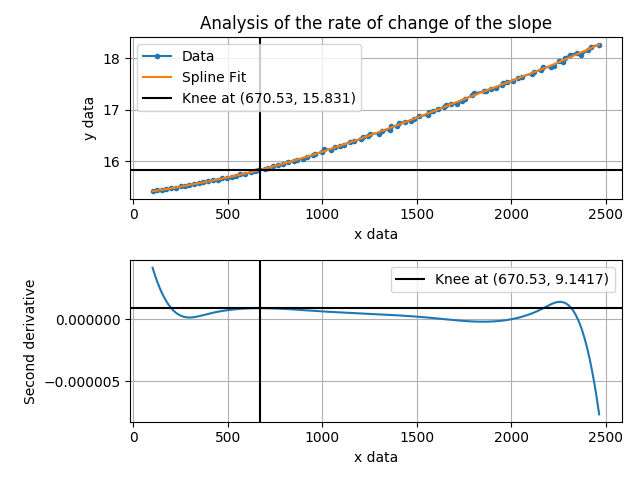 Analysis of the rate of change of the slope
Data
Spline Fit
Knee at (670.53, 15.831)
18
17
16
y data
0 500 1000 1500 2000 2500
x data
Knee at (670.53, 9.1417)
0.000000
−0.000005
Second derivative
0 500 1000 1500 2000 2500
x data